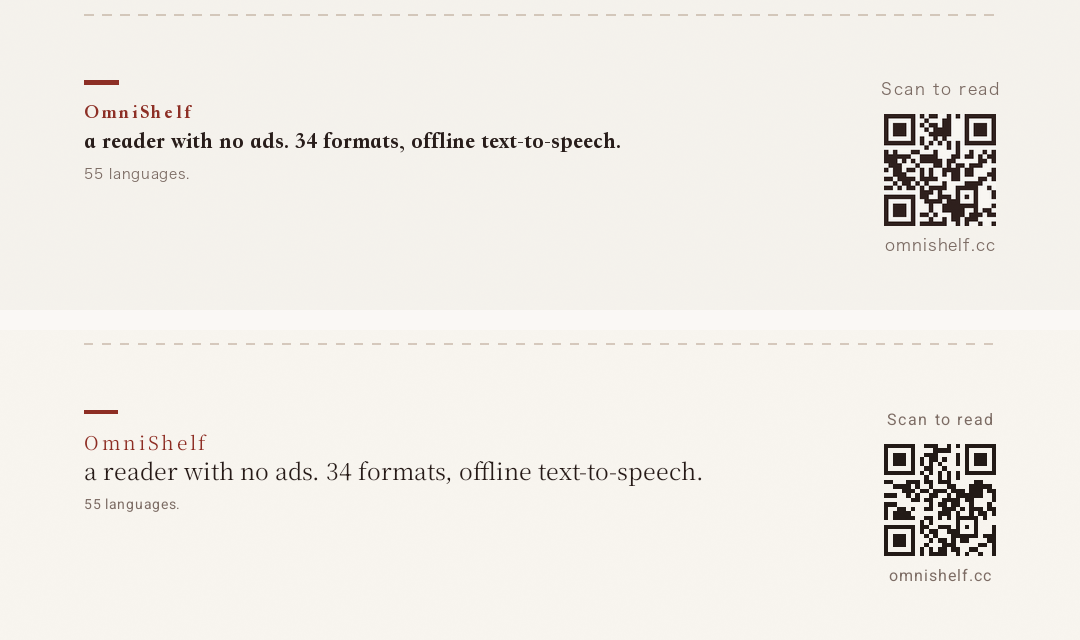 Scan to read
OmniShelf
a reader with no ads. 34 formats, offline text-to-speech.
55 languages.
omnishelf.cc
Scan to read
OmniShelf
a reader with no ads. 34 formats, offline text-to-speech.
55 languages.
omnishelf.cc